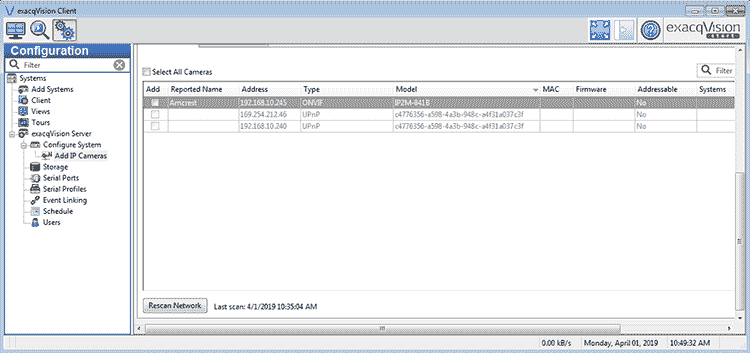 exacqVision Client
exacqVision
start
Configuration
Filter
Systems
Add Systems
Client
Views
Tours
exacqVision Server
Configure System
Add IP Cameras
Storage
Serial Ports
Serial Profiles
Event Linking
Schedule
Users
Select All Cameras
Filter
Add Reported Name Address Type Model MAC Firmware Addressable Systems
Amcrest 192.168.10.245 ONVIF IP2M-841B No
169.254.212.46 UPnP c4776356-a598-4a3b-948c-a4f31a037c3f No
192.168.10.240 UPnP c4776356-a598-4a3b-948c-a4f31a037c3f No
Rescan Network Last scan: 4/1/2019 10:35:04 AM
0.00 kB/s Monday, April 01, 2019 10:49:32 AM